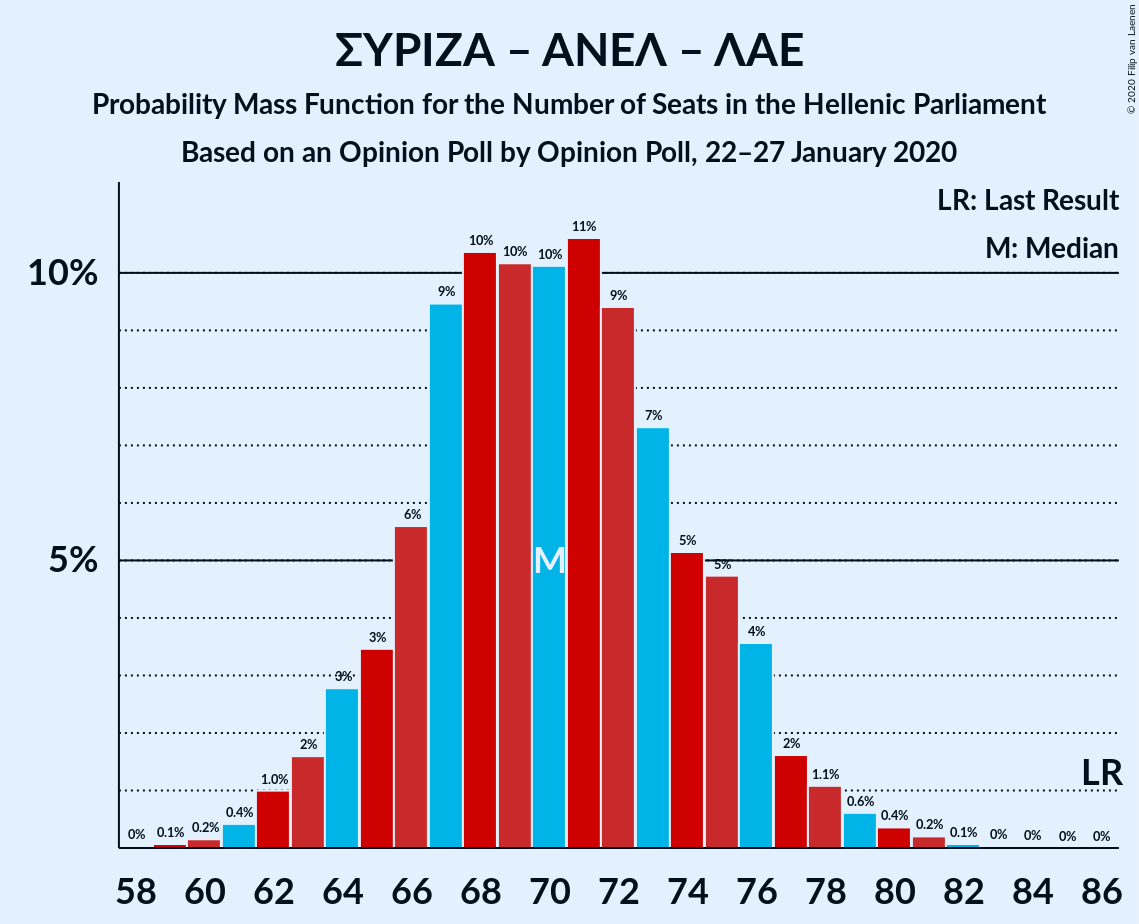 ΣΥΡΙΖΑ – ΑΝΕΛ – ΛΑΕ
Probability Mass Function for the Number of Seats in the Hellenic Parliament
Based on an Opinion Poll by Opinion Poll, 22–27 January 2020
© 2020 Filip van Laenen
LR: Last Result
M: Median
10%
5%
0% 0.1% 0.2% 0.4% 1.0% 2% 3% 3% 6% 9% 10% 10% 10% 11% 9% 7% 5% 5% 4% 2% 1.1% 0.6% 0.4% 0.2% 0.1% 0% 0% 0% 0%
M
LR
58 60 62 64 66 68 70 72 74 76 78 80 82 84 86